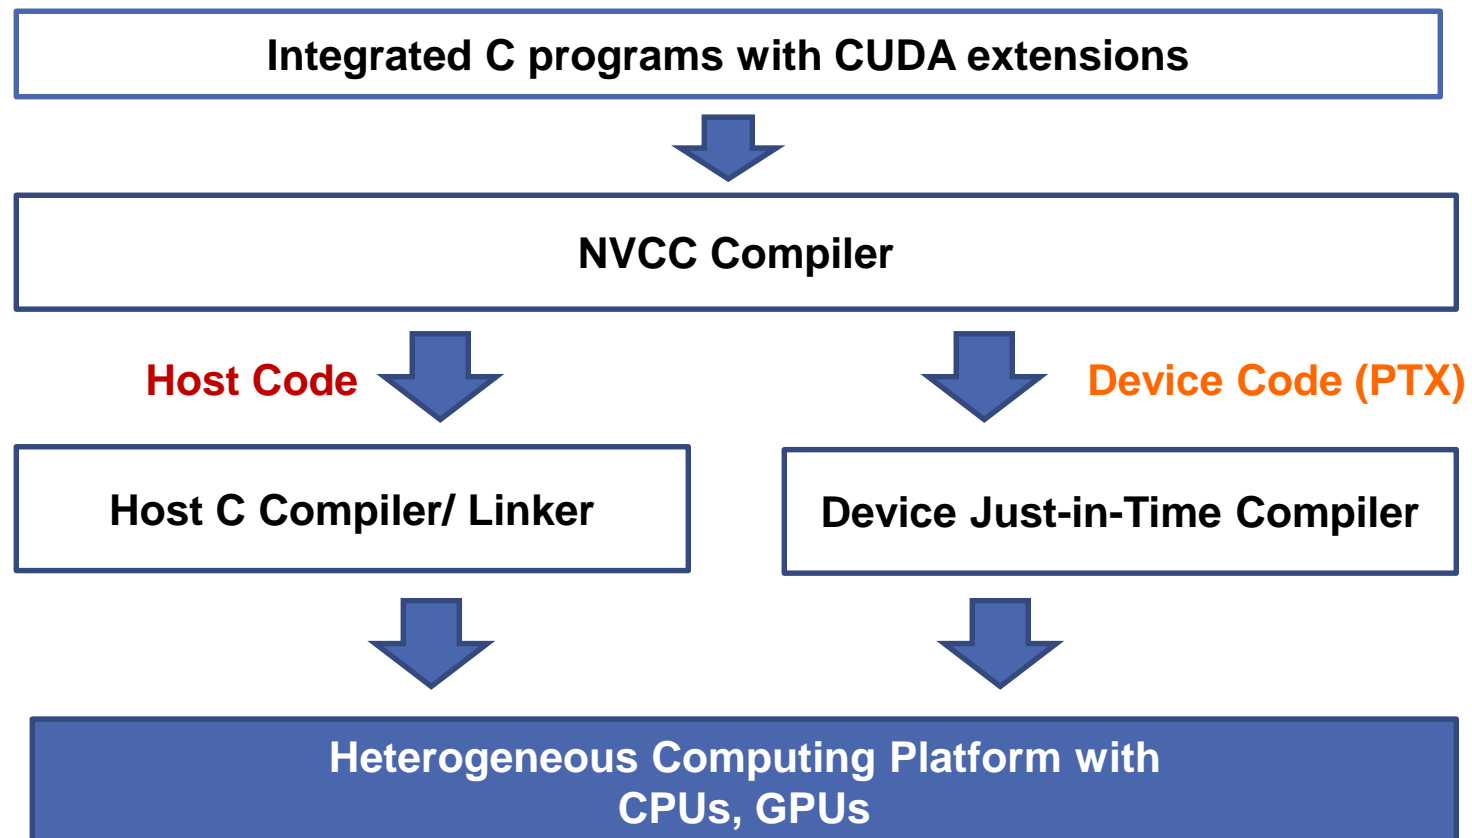 Integrated C programs with CUDA extensions
NVCC Compiler
Host Code
Device Code (PTX)
Host C Compiler/ Linker
Device Just-in-Time Compiler
Heterogeneous Computing Platform with
CPUs, GPUs